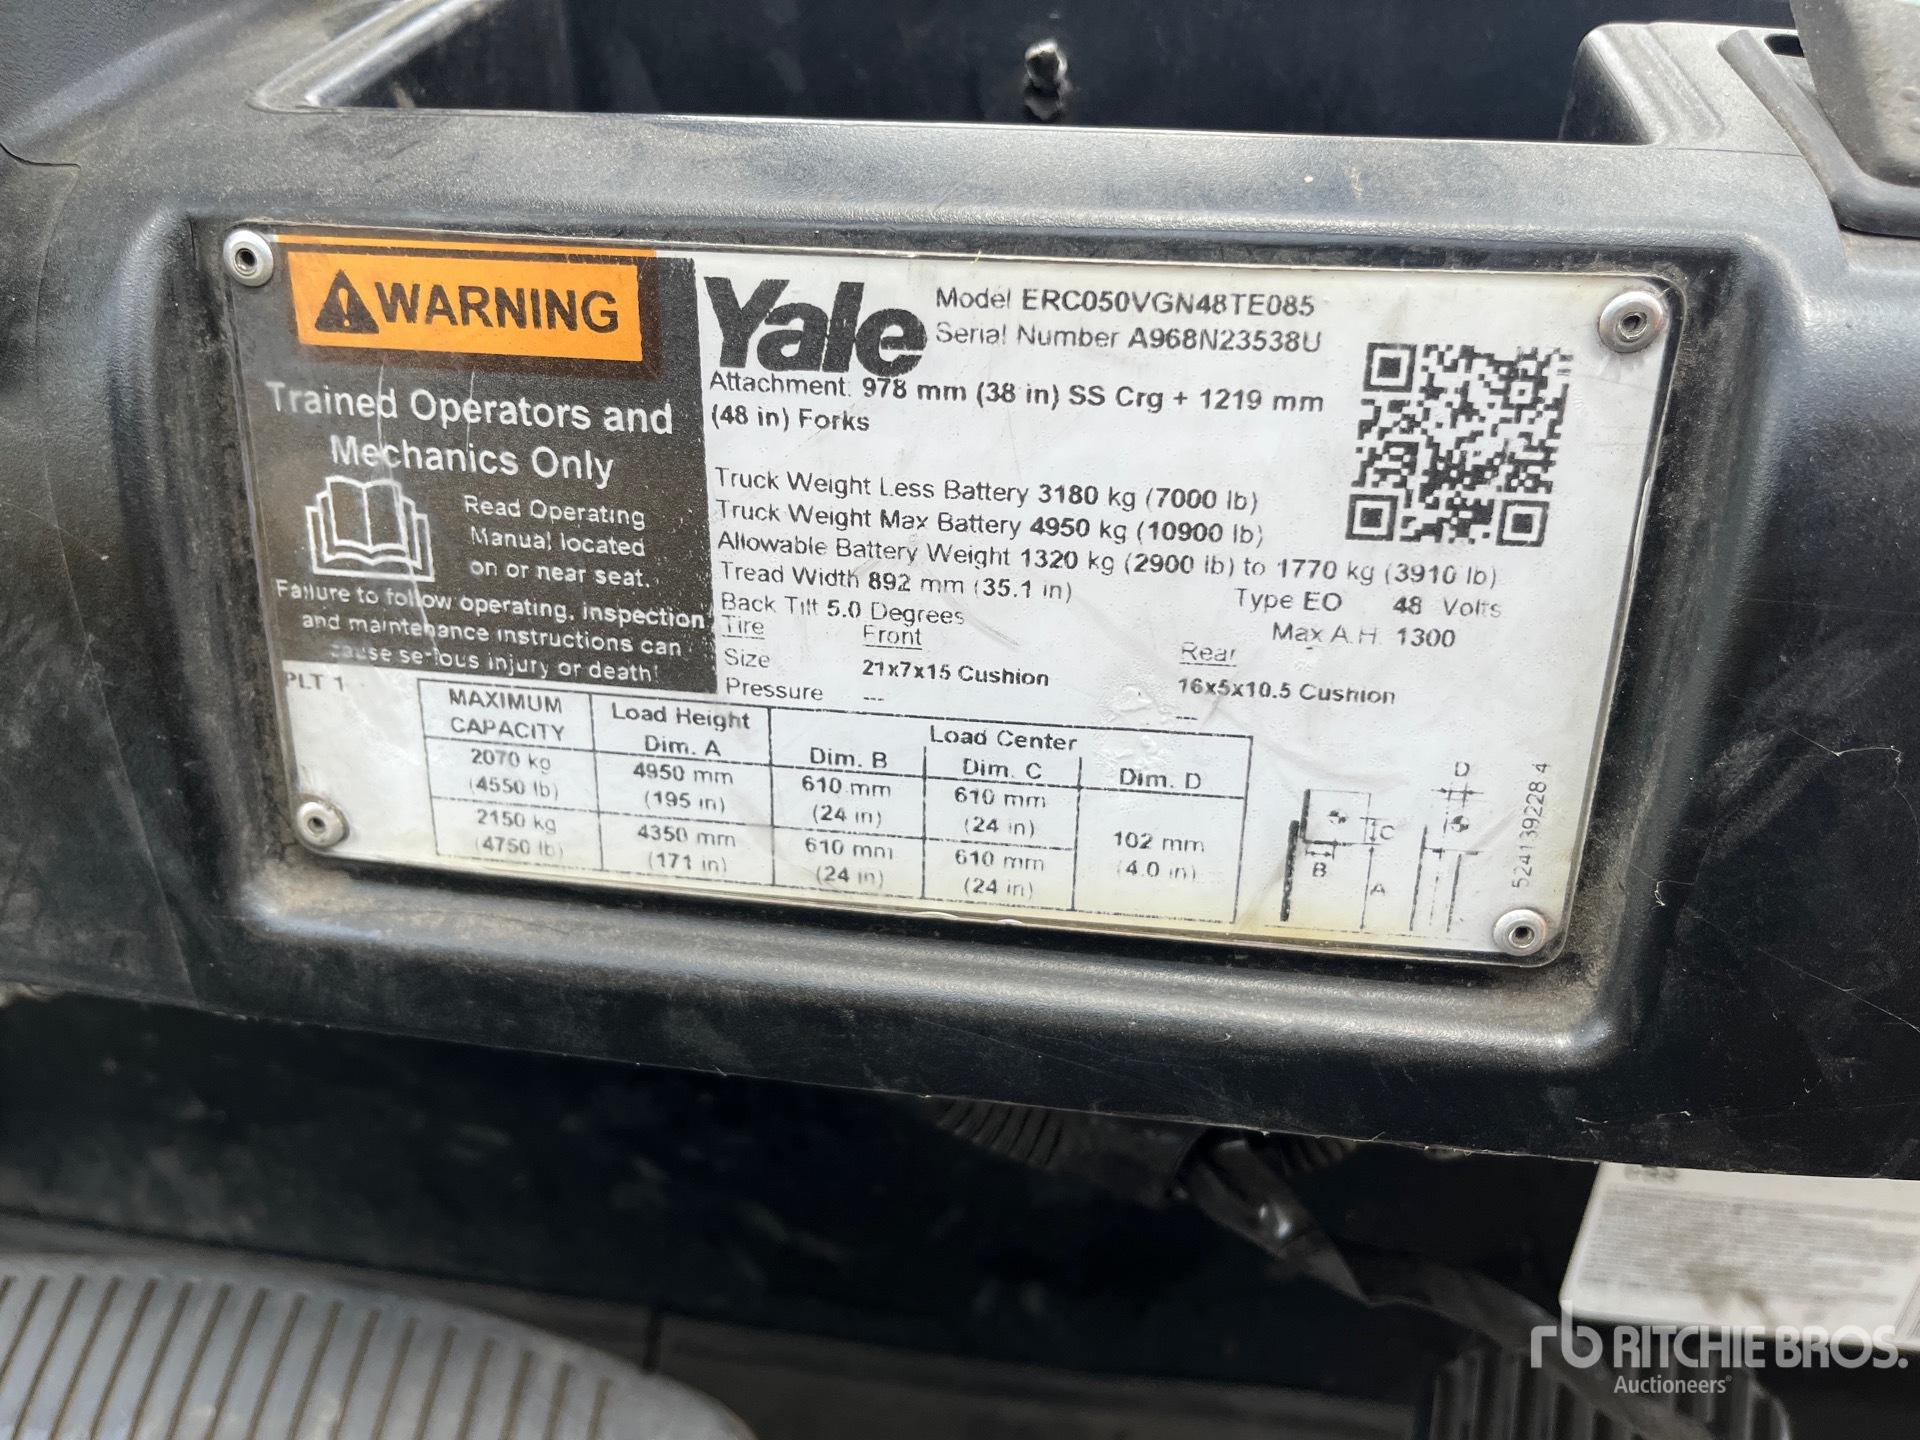 WARNING
Trained Operators and
Mechanics Only
Read Operating
Manual located
on or near seat.
Failure to follow operating, inspection
and maintenance instructions can
cause serious injury or death!
PLT 1
Yale
Model ERC050VGN48TE085
Serial Number A968N23538U
Attachment: 978 mm (38 in) SS Crg + 1219 mm
(48 in) Forks
Truck Weight Less Battery 3180 kg (7000 lb)
Truck Weight Max Battery 4950 kg (10900 lb)
Allowable Battery Weight 1320 kg (2900 lb) to 1770 kg (3910 lb)
Tread Width 892 mm (35.1 in) Type EO 48 Volts
Back Tilt 5.0 Degrees Max A.H. 1300
Tire Front Rear
Size 21x7x15 Cushion 16x5x10.5 Cushion
Pressure --- ---
MAXIMUM CAPACITY Load Height Dim. A Load Center
Dim. B Dim. C Dim. D
2070 kg (4550 lb) 4950 mm (195 in) 610 mm (24 in) 610 mm (24 in) 102 mm (4.0 in)
2150 kg (4750 lb) 4350 mm (171 in) 610 mm (24 in) 610 mm (24 in)
D
C
B
A
524139228 4
rb RITCHIE BROS.
Auctioneers